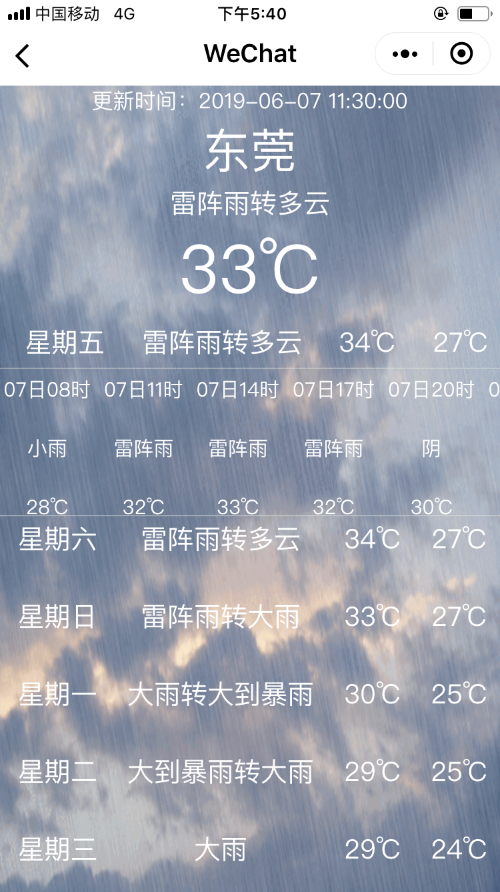 中国移动 4G 下午5:40
WeChat
更新时间：2019-06-07 11:30:00
东莞
雷阵雨转多云
33℃
星期五 雷阵雨转多云 34℃ 27℃
07日08时 07日11时 07日14时 07日17时 07日20时 0
小雨 雷阵雨 雷阵雨 雷阵雨 阴
28℃ 32℃ 33℃ 32℃ 30℃
星期六 雷阵雨转多云 34℃ 27℃
星期日 雷阵雨转大雨 33℃ 27℃
星期一 大雨转大到暴雨 30℃ 25℃
星期二 大到暴雨转大雨 29℃ 25℃
星期三 大雨 29℃ 24℃